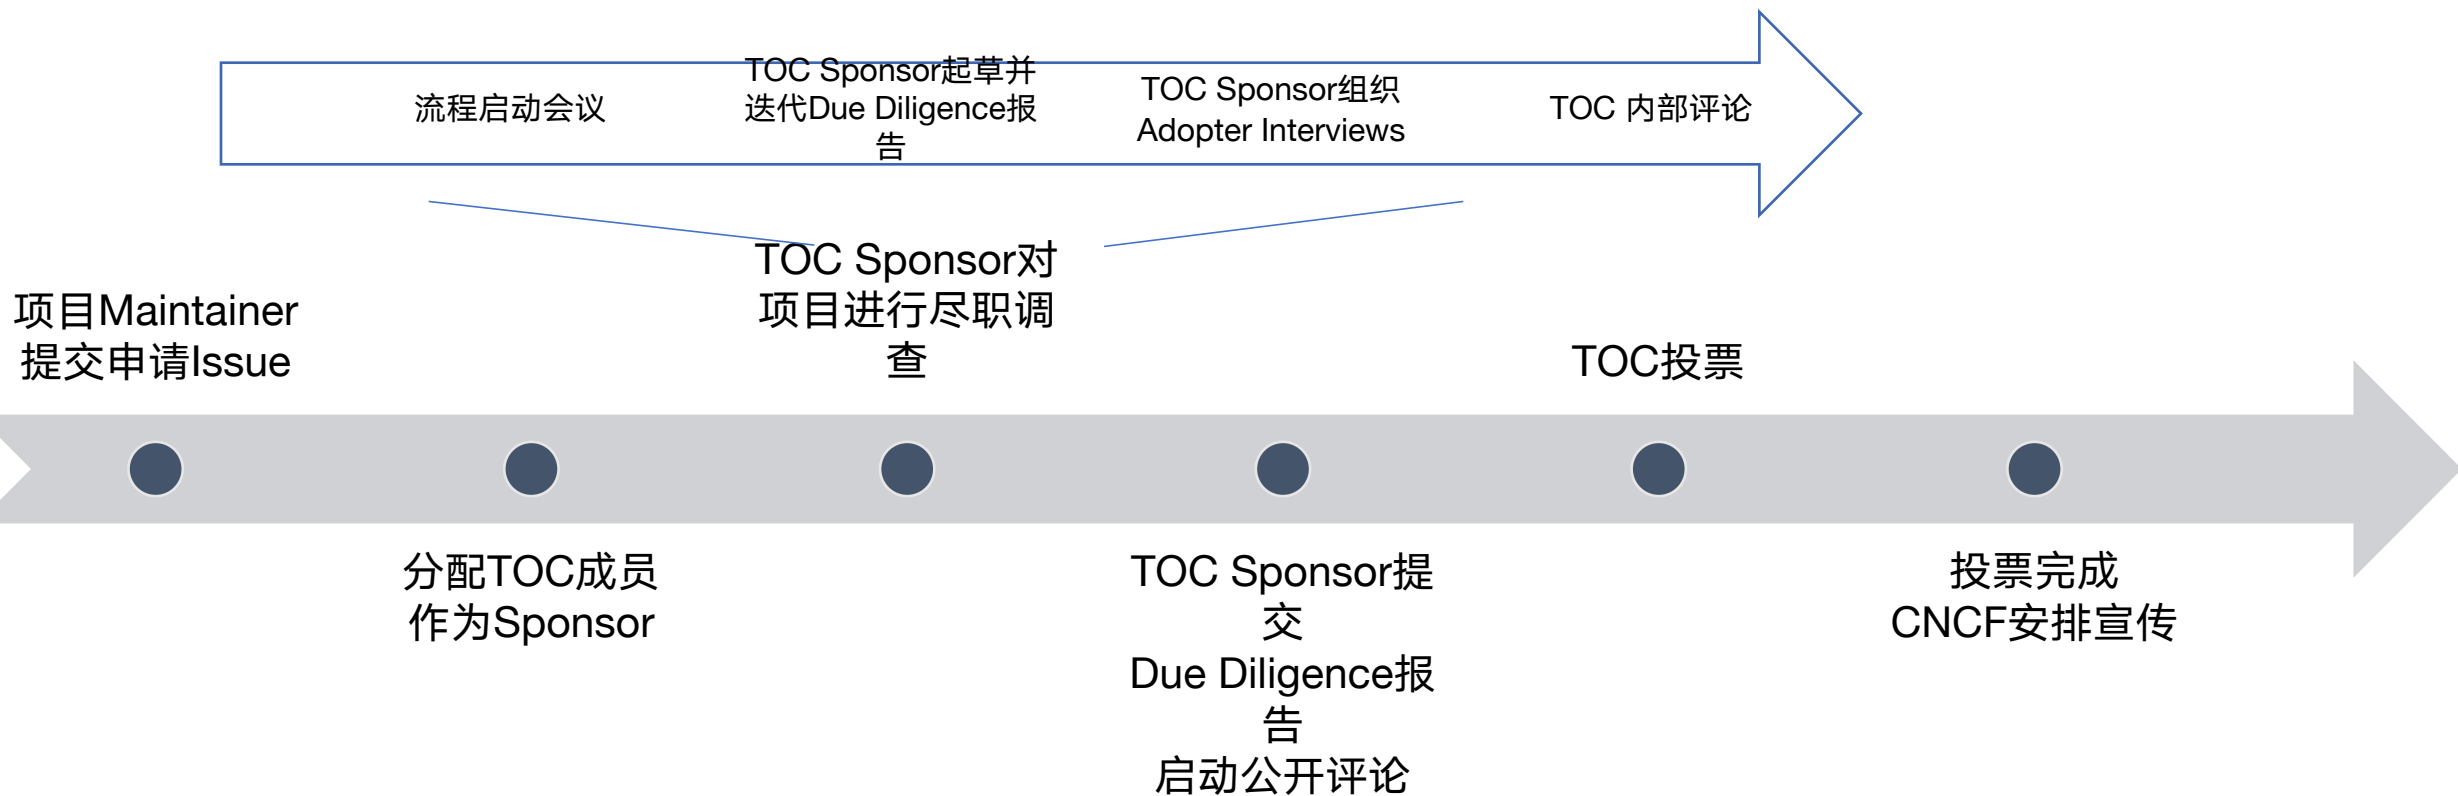 流程启动会议
TOC Sponsor起草并
迭代Due Diligence报
告
TOC Sponsor组织
Adopter Interviews
TOC 内部评论
项目Maintainer
提交申请Issue
分配TOC成员
作为Sponsor
TOC Sponsor对
项目进行尽职调
查
TOC Sponsor提
交
Due Diligence报
告
启动公开评论
TOC投票
投票完成
CNCF安排宣传